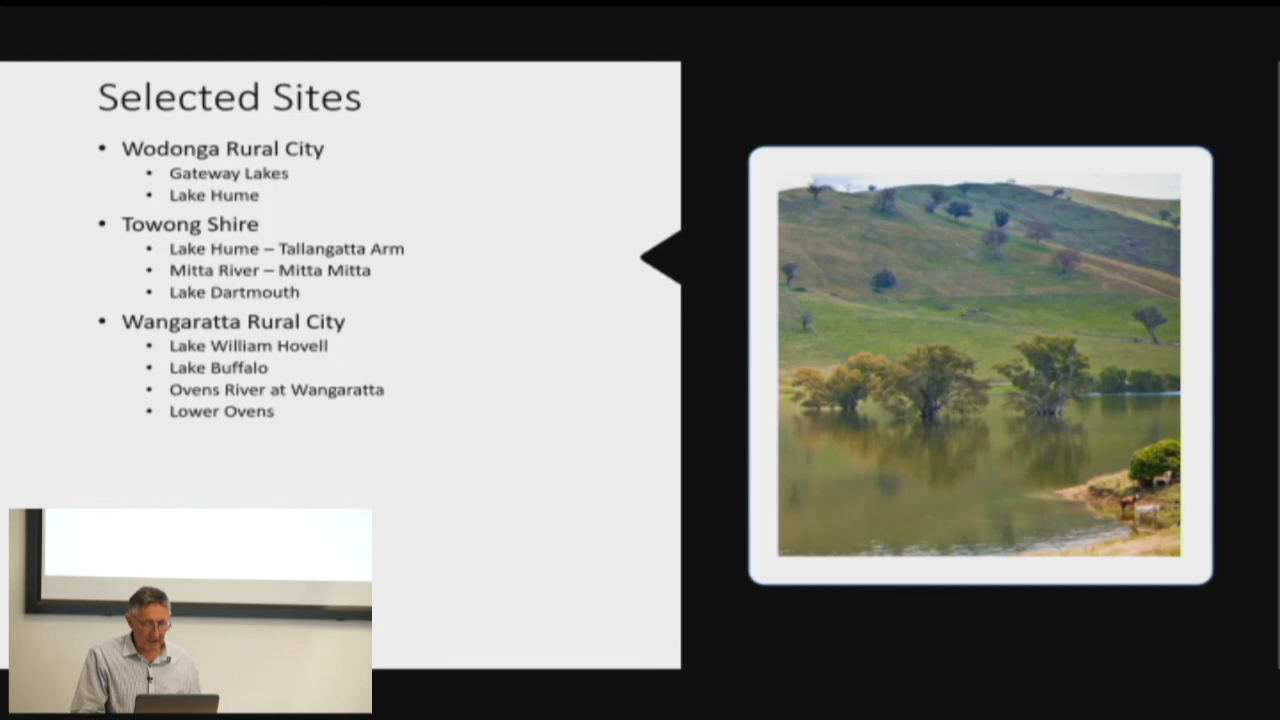 Selected Sites
• Wodonga Rural City
• Gateway Lakes
• Lake Hume
• Towong Shire
• Lake Hume – Tallangatta Arm
• Mitta River – Mitta Mitta
• Lake Dartmouth
• Wangaratta Rural City
• Lake William Hovell
• Lake Buffalo
• Ovens River at Wangaratta
• Lower Ovens